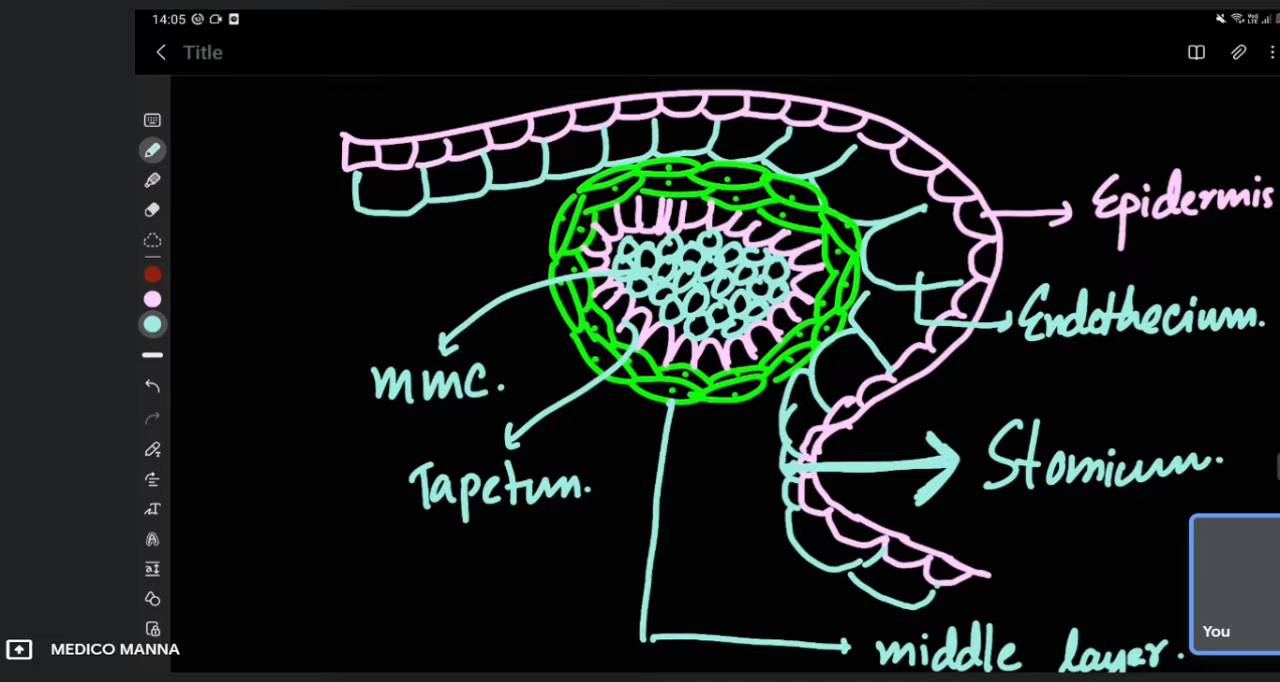 14:05
Title
Epidermis
Endothecium.
mmc.
Stomium.
Tapetum.
You
MEDICO MANNA
middle layer.